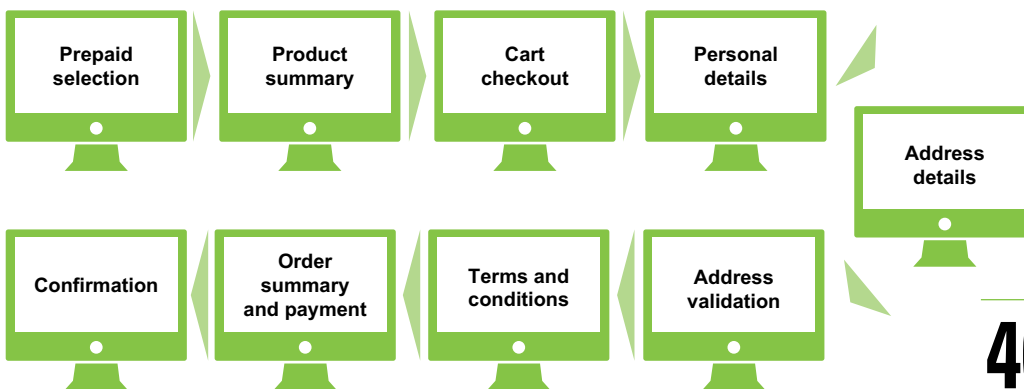 Prepaid
selection
Product
summary
Cart
checkout
Personal
details
Address
details
Address
validation
Terms and
conditions
Order
summary
and payment
Confirmation